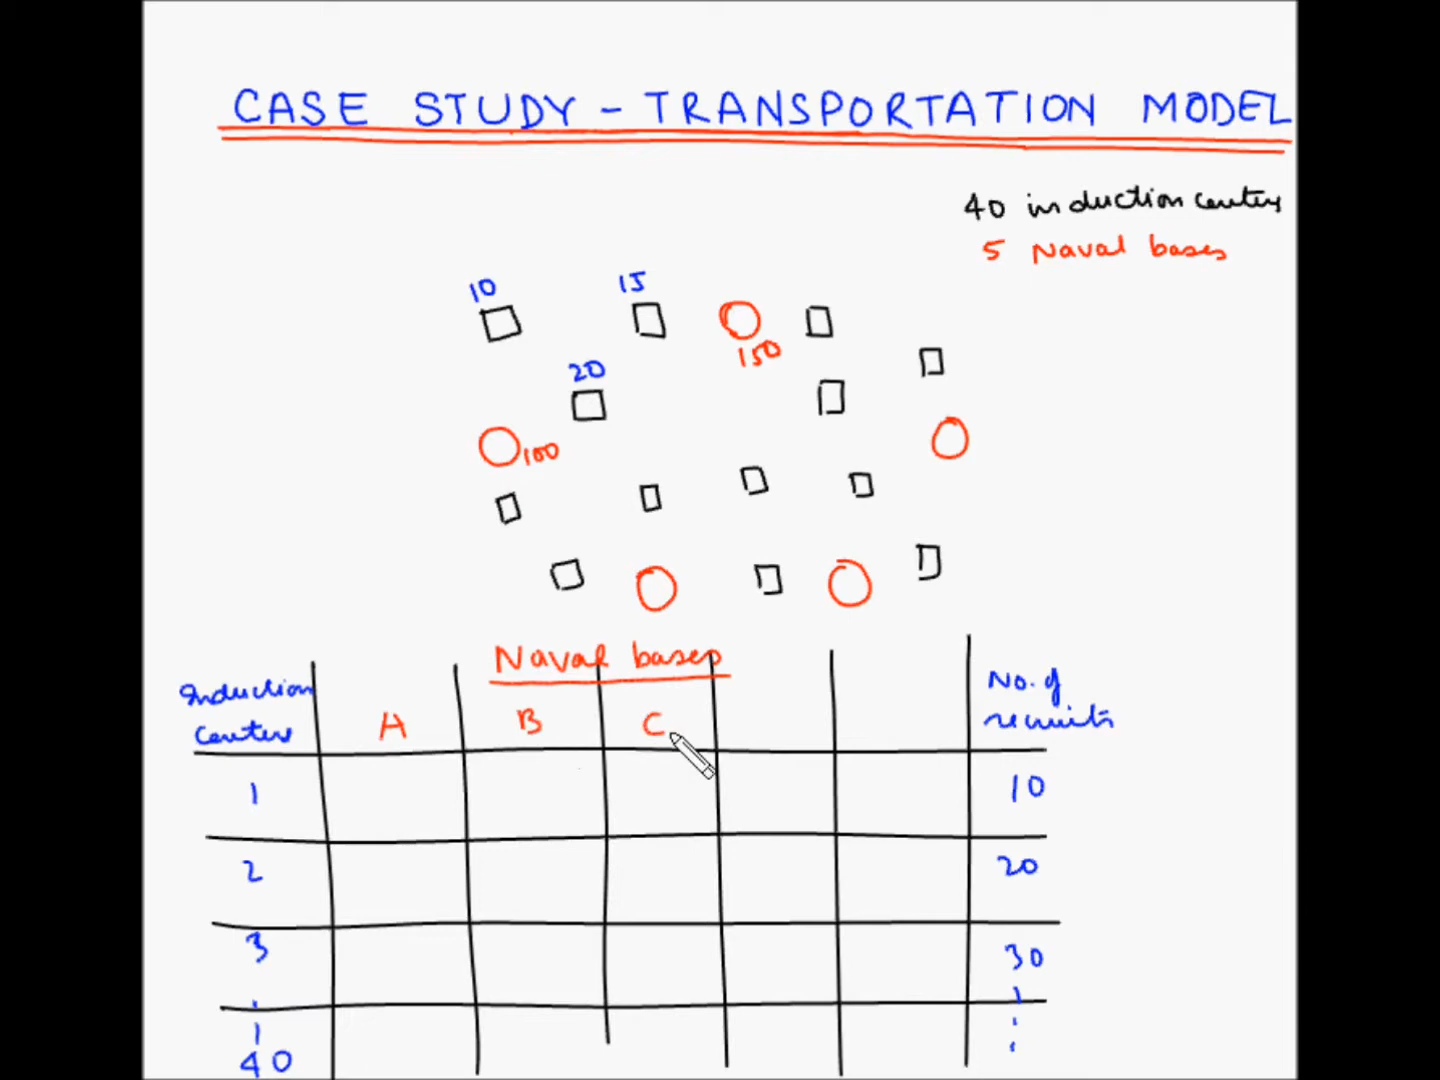 CASE STUDY - TRANSPORTATION MODEL
40 induction centers
5 Naval bases
10
15
150
20
100
Naval bases
Induction centers
A B C
No. of recruits
1 10
2 20
3 30
40